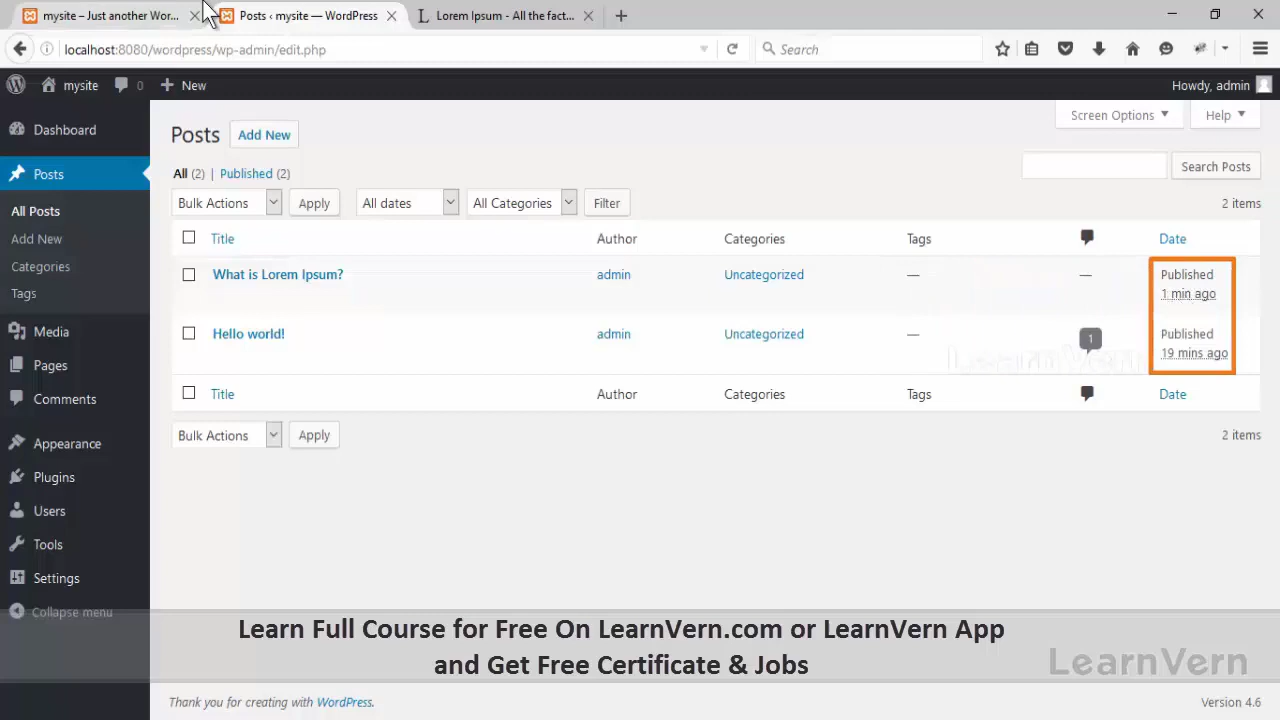 mysite – Just another Wor...
Posts ‹ mysite — WordPress
Lorem Ipsum - All the fact...
localhost:8080/wordpress/wp-admin/edit.php
Search
mysite
0
New
Howdy, admin
Dashboard
Posts
All Posts
Add New
Categories
Tags
Media
Pages
Comments
Appearance
Plugins
Users
Tools
Settings
Collapse menu
Screen Options
Help
Posts
Add New
All (2) | Published (2)
Search Posts
Bulk Actions
Apply
All dates
All Categories
Filter
2 items
Title
Author
Categories
Tags
Date
What is Lorem Ipsum?
admin
Uncategorized
—
—
Published
1 min ago
Hello world!
admin
Uncategorized
—
1
Published
19 mins ago
LearnVern
Title
Author
Categories
Tags
Date
Bulk Actions
Apply
2 items
Learn Full Course for Free On LearnVern.com or LearnVern App
and Get Free Certificate & Jobs
LearnVern
Thank you for creating with WordPress.
Version 4.6